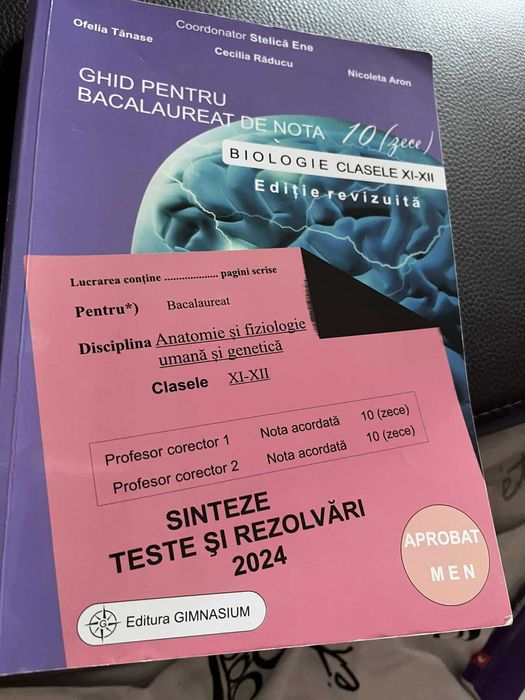 Coordonator Stelică Ene
Ofelia Tănase
Cecilia Răducu
Nicoleta Aron
GHID PENTRU
BACALAUREAT DE NOTA 10 (zece)
BIOLOGIE CLASELE XI-XII
Ediție revizuită
Lucrarea conține ................... pagini scrise
Pentru*) Bacalaureat
Disciplina Anatomie și fiziologie
umană și genetică
Clasele XI-XII
Profesor corector 1 Nota acordată 10 (zece)
Profesor corector 2 Nota acordată 10 (zece)
SINTEZE
TESTE ŞI REZOLVĂRI
2024
APROBAT
MEN
G Editura GIMNASIUM